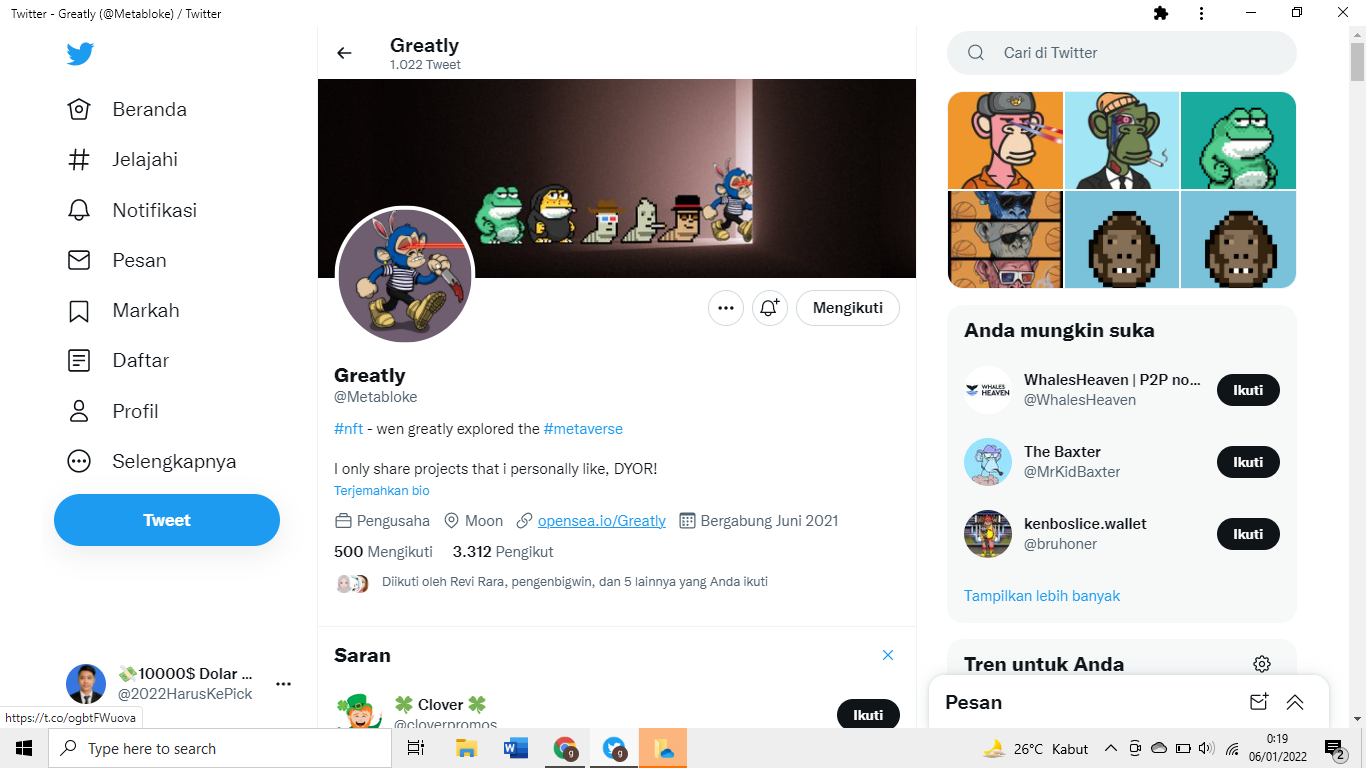 Twitter - Greatly (@Metabloke) / Twitter
Beranda
Jelajahi
Notifikasi
Pesan
Markah
Daftar
Profil
Selengkapnya
Tweet
💸10000$ Dolar ...
@2022HarusKePick
https://t.co/ogbtFWuova
Greatly
1.022 Tweet
Mengikuti
Greatly
@Metabloke
#nft - wen greatly explored the #metaverse
I only share projects that i personally like, DYOR!
Terjemahkan bio
Pengusaha Moon opensea.io/Greatly Bergabung Juni 2021
500 Mengikuti 3.312 Pengikut
Diikuti oleh Revi Rara, pengenbigwin, dan 5 lainnya yang Anda ikuti
Saran
🍀 Clover 🍀
@cloverpromos
Ikuti
Cari di Twitter
Anda mungkin suka
WHALES HEAVEN
WhalesHeaven | P2P no...
@WhalesHeaven
Ikuti
The Baxter
@MrKidBaxter
Ikuti
kenboslice.wallet
@bruhoner
Ikuti
Tampilkan lebih banyak
Tren untuk Anda
Pesan
Type here to search
26°C Kabut
0:19
06/01/2022
2